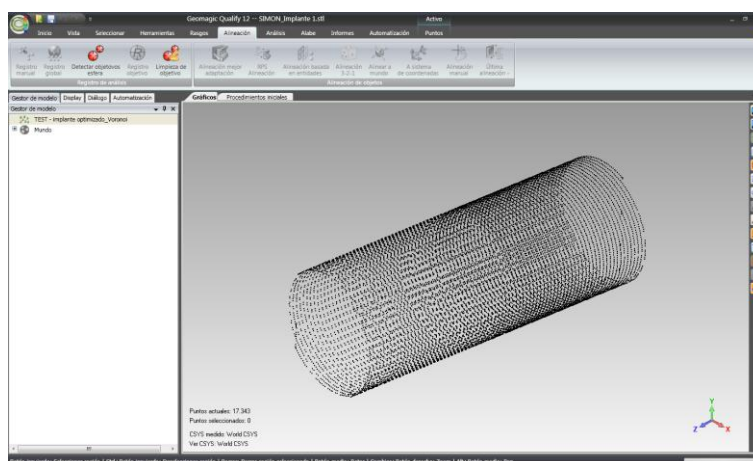 Geomagic Qualify 12 -- SIMON_Implante 1.stl
Activo
Inicio Vista Seleccionar Herramientas Rasgos Alineación Análisis Alabe Informes Automatización Puntos
Registro manual
Registro global
Detectar objetivos esfera
Registro objetivo
Limpieza de objetivo
Alineación mejor adaptación
RPS Alineación
Alineación basada en entidades
Alineación 3-2-1
Alinear a mundo
A sistema de coordenadas
Alineación manual
Última alineación
Registro de análisis
Alineación de objetos
Gestor de modelo Display Diálogo Automatización
Gráficos Procedimientos iniciales
Gestor de modelo
TEST - implante optimizado_Voronoi
Mundo
Puntos actuales: 17.343
Puntos seleccionados: 0
CSYS medido: World CSYS
Ver CSYS: World CSYS
Y
Z
X